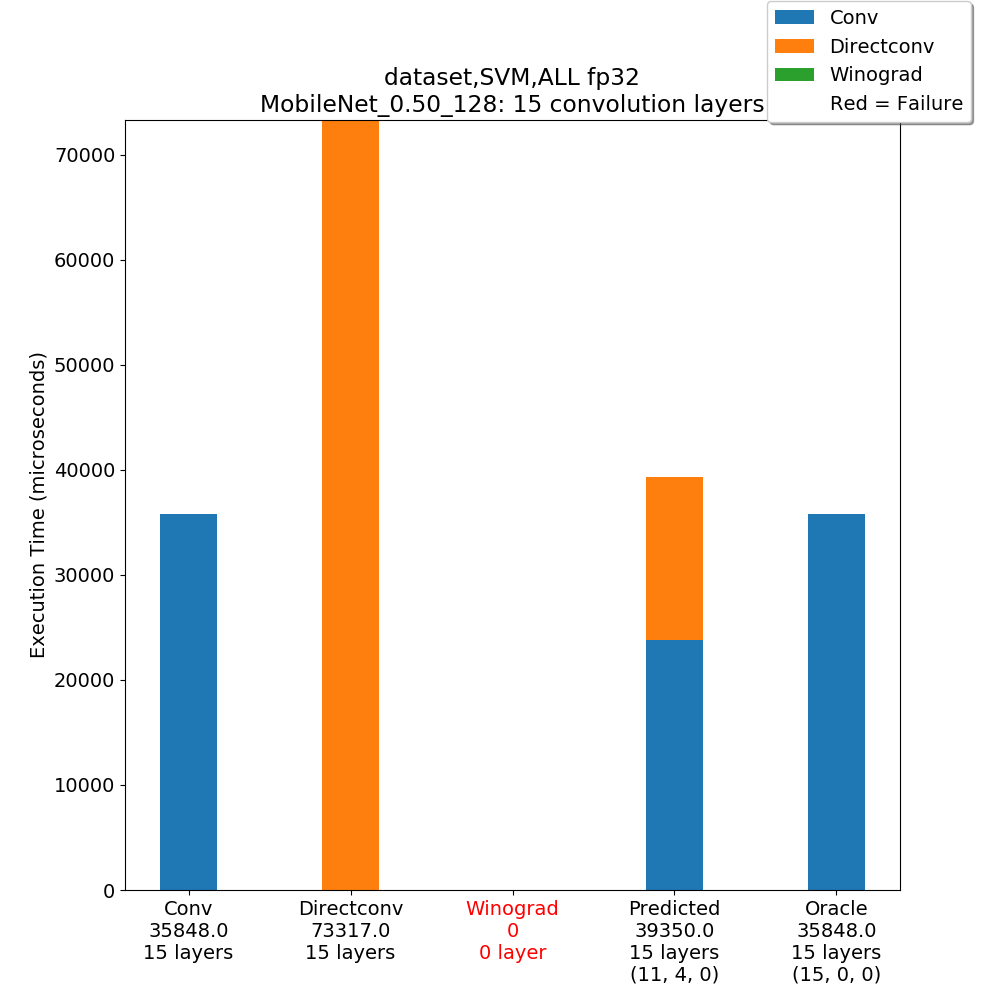 Conv
Directconv
Winograd
Red = Failure
dataset,SVM,ALL fp32
MobileNet_0.50_128: 15 convolution layers
Execution Time (microseconds)
70000
60000
50000
40000
30000
20000
10000
0
Conv
35848.0
15 layers
Directconv
73317.0
15 layers
Winograd
0
0 layer
Predicted
39350.0
15 layers
(11, 4, 0)
Oracle
35848.0
15 layers
(15, 0, 0)